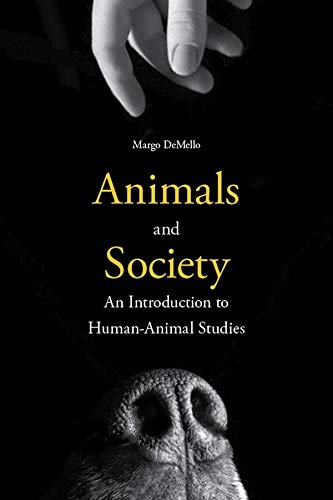 Margo DeMello
Animals
and
Society
An Introduction to
Human-Animal Studies